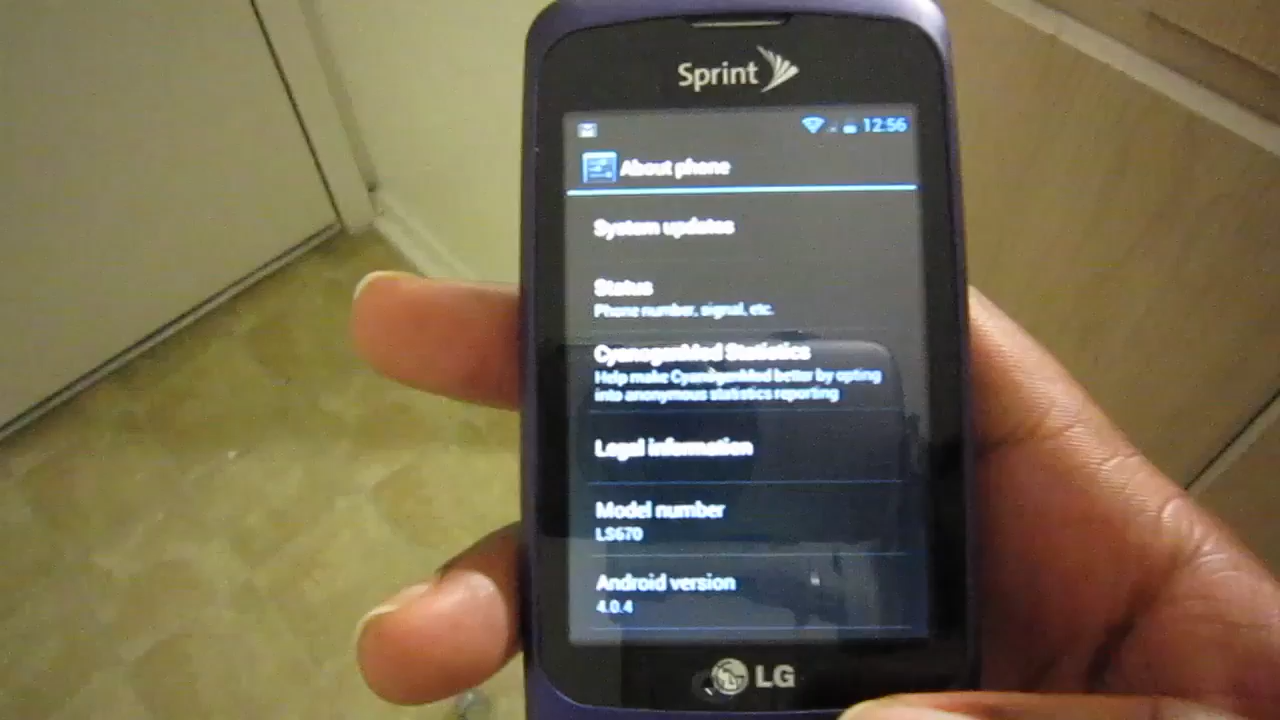 Sprint
12:56
About phone
System updates
Status
Phone number, signal, etc.
CyanogenMod Statistics
Help make CyanogenMod better by opting
into anonymous statistics reporting
Legal information
Model number
LS670
Android version
4.0.4
LG